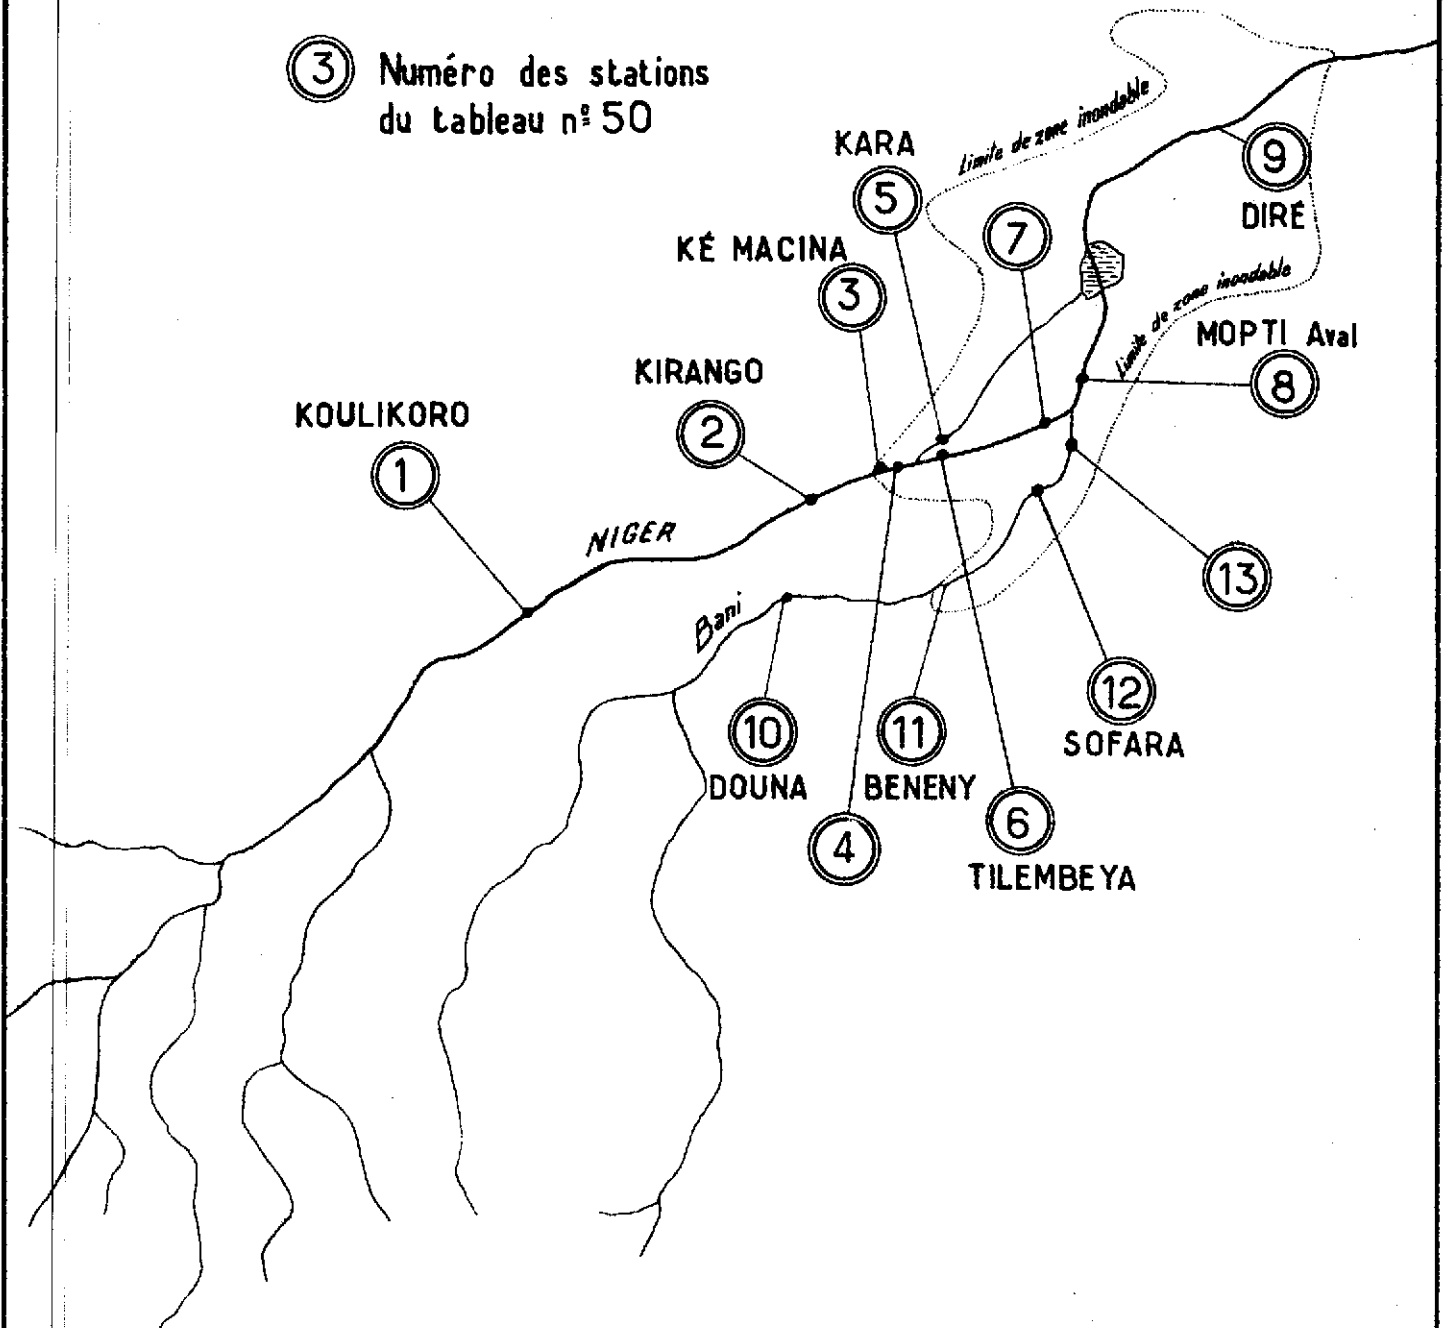 3 Numéro des stations
du tableau nº 50
KARA
5
Limite de zone inondable
9
DIRÉ
7
KÉ MACINA
3
Limite de zone inondable
MOPTI Aval
8
KIRANGO
2
KOULIKORO
1
NIGER
Bani
13
12
SOFARA
10
DOUNA
11
BENENY
6
TILEMBEYA
4